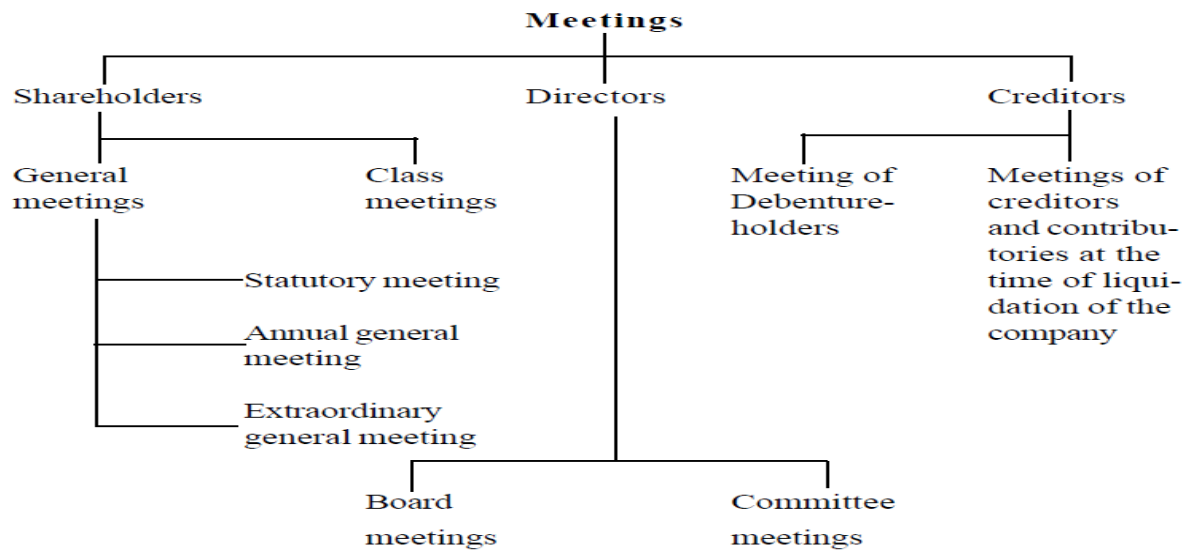 Meetings
Shareholders
Directors
Creditors
General
meetings
Class
meetings
Meeting of
Debenture-
holders
Meetings of
creditors
and contribu-
tories at the
time of liqui-
dation of the
company
Statutory meeting
Annual general
meeting
Extraordinary
general meeting
Board
meetings
Committee
meetings